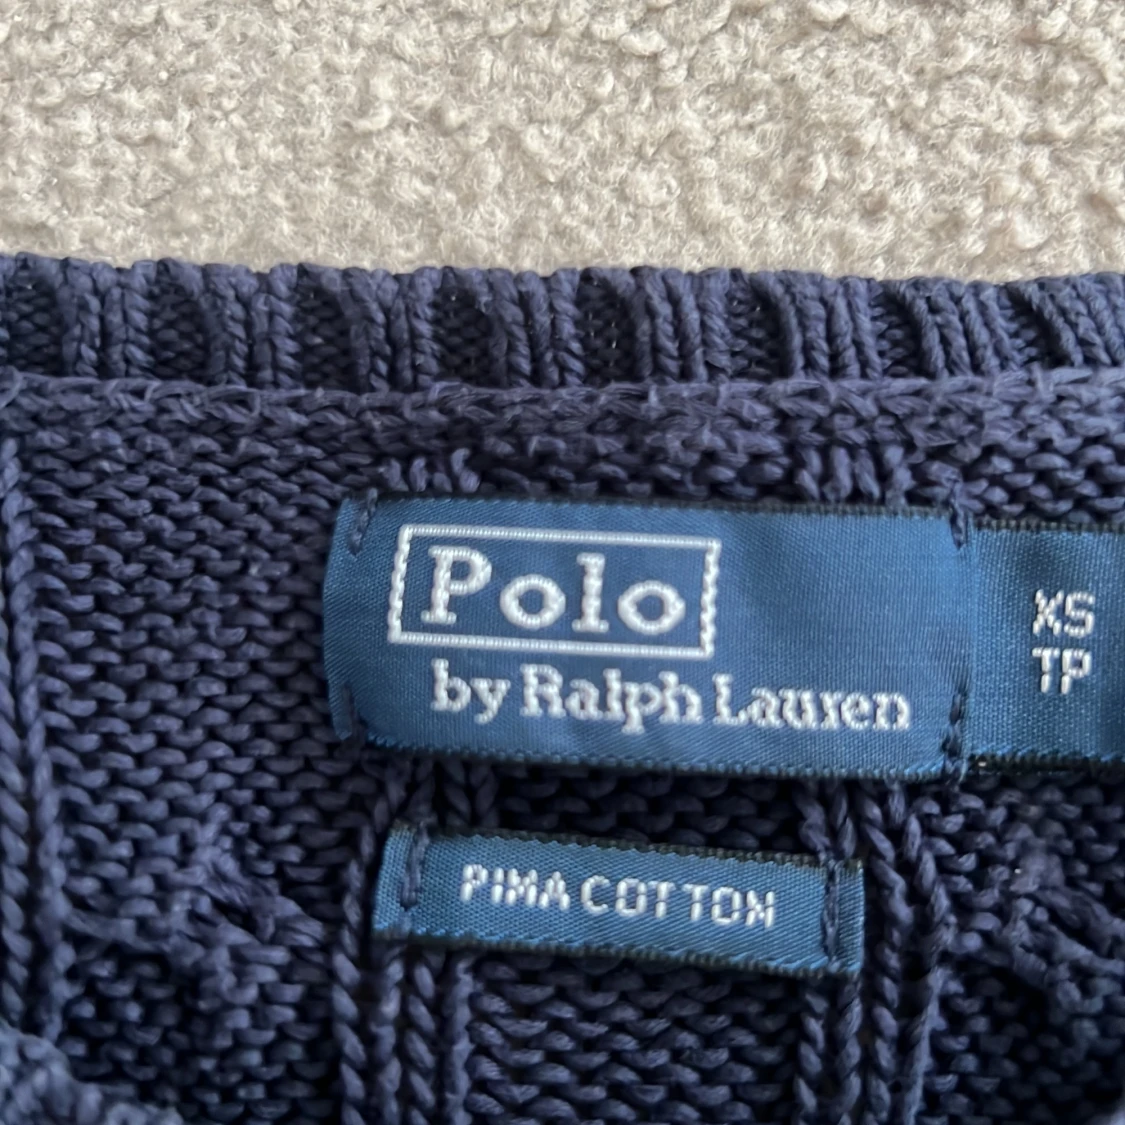 Polo
by Ralph Lauren
XS
TP
PIMA COTTON